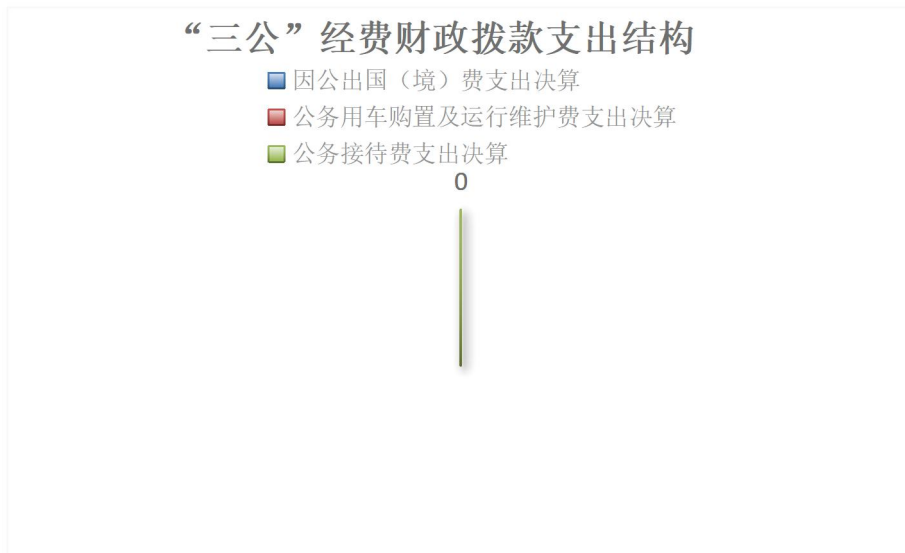 “三公”经费财政拨款支出结构
因公出国（境）费支出决算
公务用车购置及运行维护费支出决算
公务接待费支出决算
0